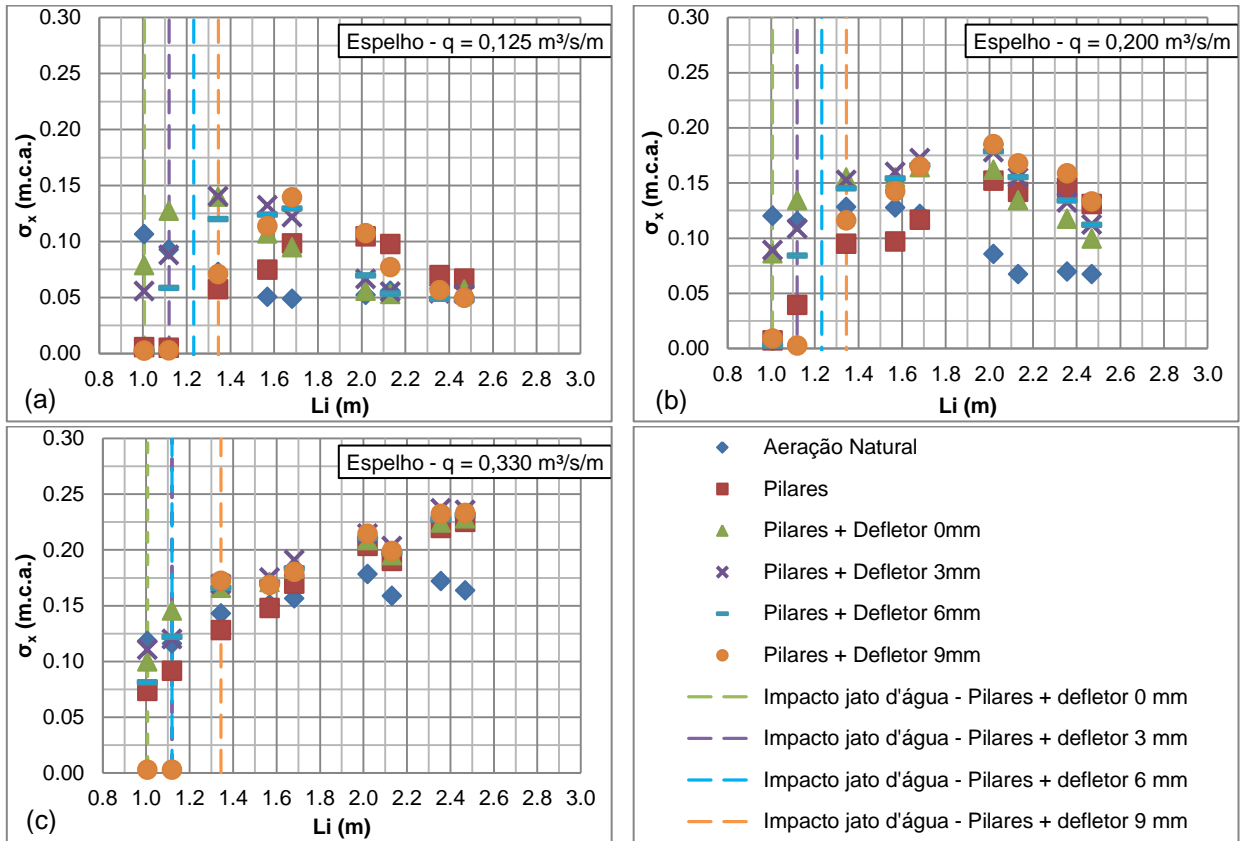 Espelho - q = 0,125 m³/s/m
0.30
0.25
0.20
0.15
0.10
0.05
0.00
σx (m.c.a.)
0.8 1.0 1.2 1.4 1.6 1.8 2.0 2.2 2.4 2.6 2.8 3.0
(a)
Li (m)
Espelho - q = 0,200 m³/s/m
0.30
0.25
0.20
0.15
0.10
0.05
0.00
σx (m.c.a.)
0.8 1.0 1.2 1.4 1.6 1.8 2.0 2.2 2.4 2.6 2.8 3.0
(b)
Li (m)
Espelho - q = 0,330 m³/s/m
0.30
0.25
0.20
0.15
0.10
0.05
0.00
σx (m.c.a.)
0.8 1.0 1.2 1.4 1.6 1.8 2.0 2.2 2.4 2.6 2.8 3.0
(c)
Li (m)
Aeração Natural
Pilares
Pilares + Defletor 0mm
Pilares + Defletor 3mm
Pilares + Defletor 6mm
Pilares + Defletor 9mm
Impacto jato d'água - Pilares + defletor 0 mm
Impacto jato d'água - Pilares + defletor 3 mm
Impacto jato d'água - Pilares + defletor 6 mm
Impacto jato d'água - Pilares + defletor 9 mm